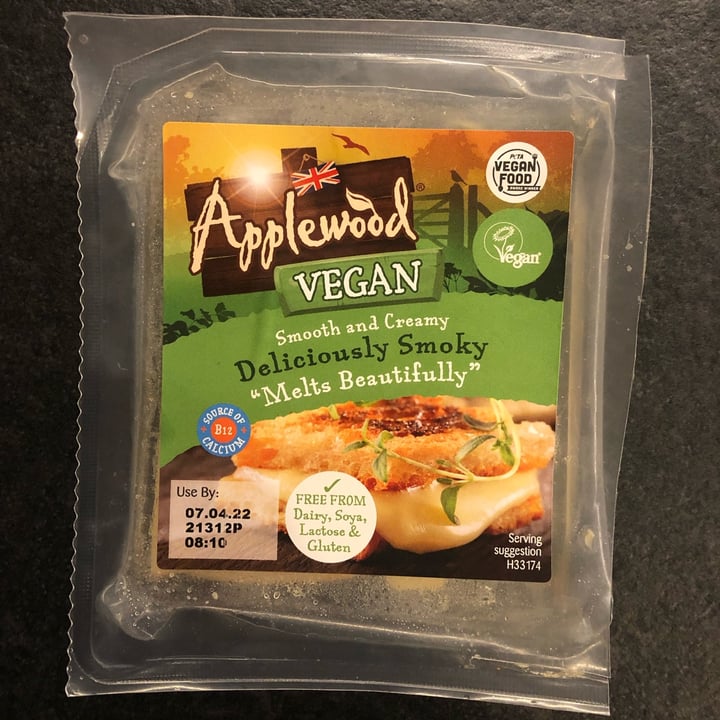 Applewood®
VEGAN
PETA
VEGAN
FOOD
Vegan
Smooth and Creamy
Deliciously Smoky
"Melts Beautifully"
SOURCE OF
B12
CALCIUM
Use By:
07.04.22
21312P
08:10
✓
FREE FROM
Dairy, Soya,
Lactose &
Gluten
Serving
suggestion
H33174